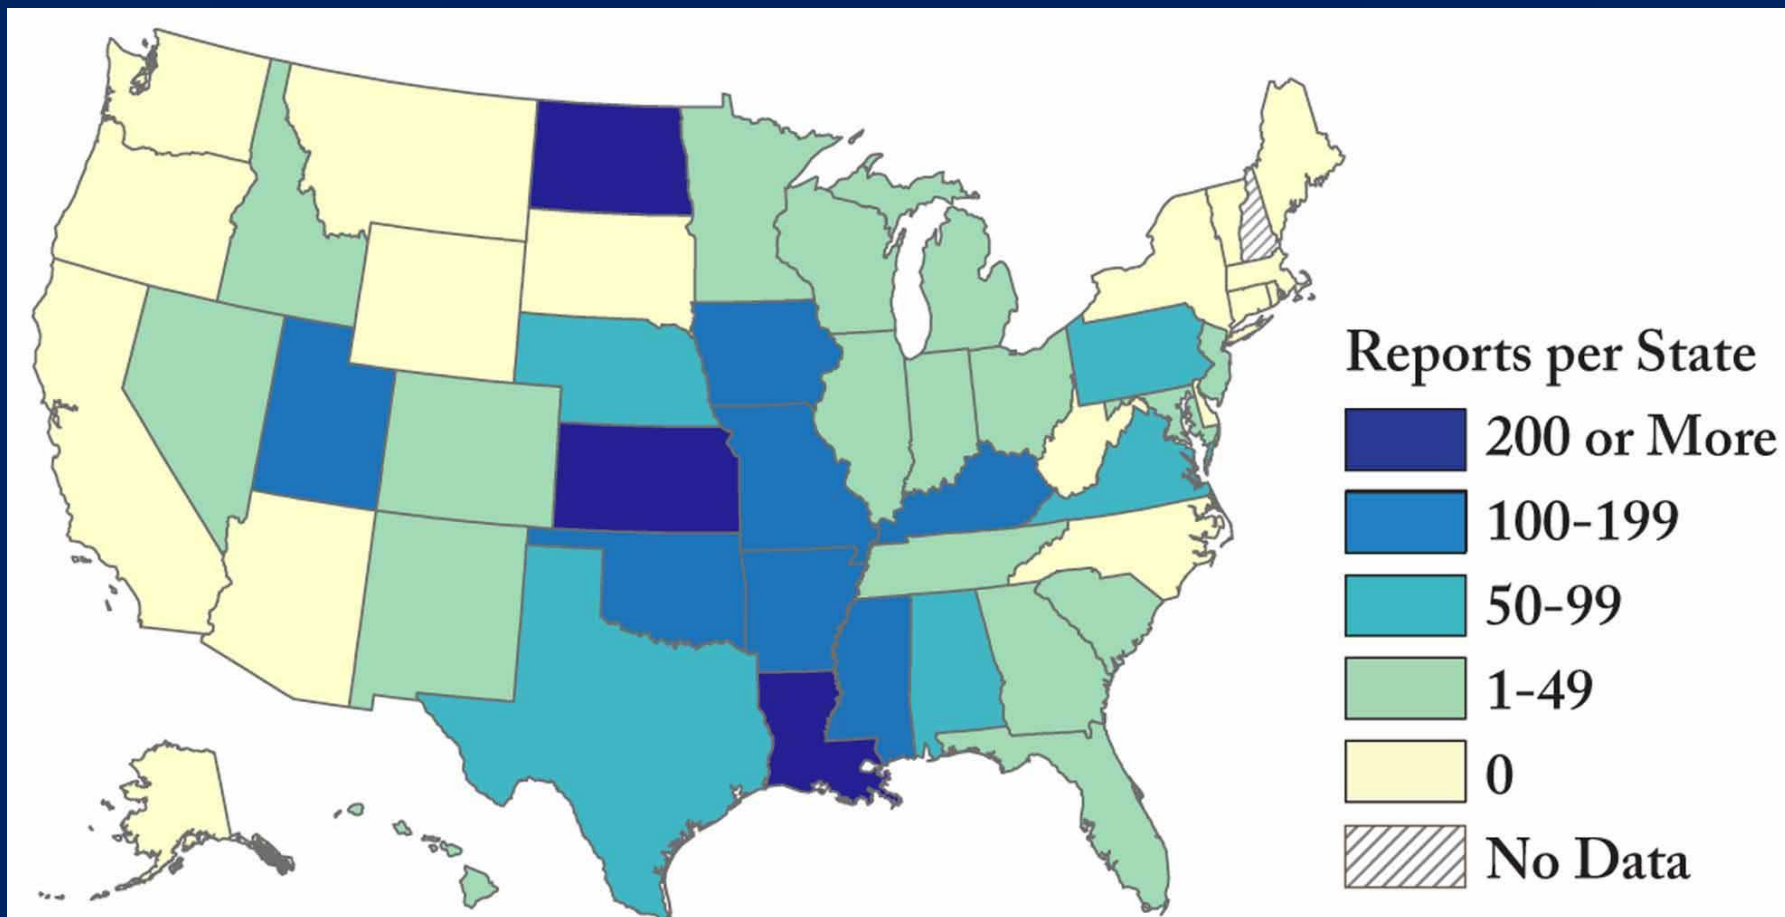 Reports per State
200 or More
100-199
50-99
1-49
0
No Data